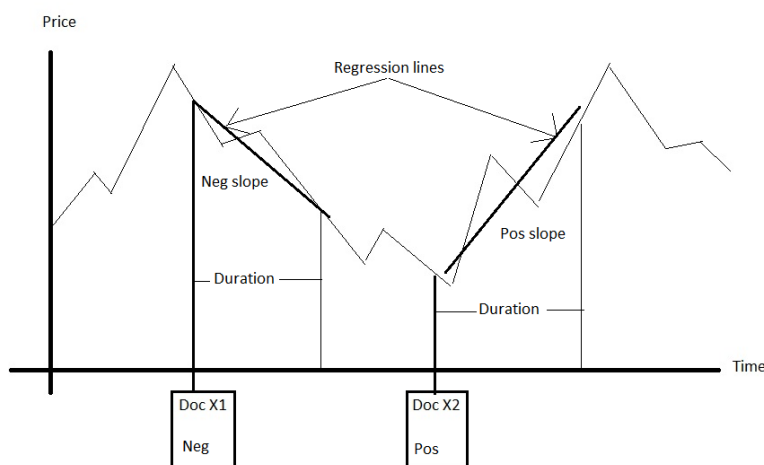 Price
Regression lines
Neg slope
Pos slope
Duration
Duration
Time
Doc X1
Neg
Doc X2
Pos